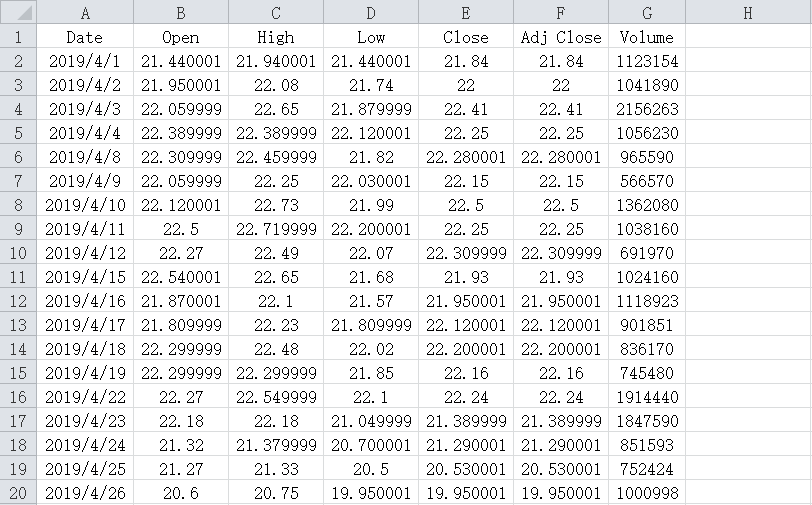 A B C D E F G H
1 Date Open High Low Close Adj Close Volume
2 2019/4/1 21.440001 21.940001 21.440001 21.84 21.84 1123154
3 2019/4/2 21.950001 22.08 21.74 22 22 1041890
4 2019/4/3 22.059999 22.65 21.879999 22.41 22.41 2156263
5 2019/4/4 22.389999 22.389999 22.120001 22.25 22.25 1056230
6 2019/4/8 22.309999 22.459999 21.82 22.280001 22.280001 965590
7 2019/4/9 22.059999 22.25 22.030001 22.15 22.15 566570
8 2019/4/10 22.120001 22.73 21.99 22.5 22.5 1362080
9 2019/4/11 22.5 22.719999 22.200001 22.25 22.25 1038160
10 2019/4/12 22.27 22.49 22.07 22.309999 22.309999 691970
11 2019/4/15 22.540001 22.65 21.68 21.93 21.93 1024160
12 2019/4/16 21.870001 22.1 21.57 21.950001 21.950001 1118923
13 2019/4/17 21.809999 22.23 21.809999 22.120001 22.120001 901851
14 2019/4/18 22.299999 22.48 22.02 22.200001 22.200001 836170
15 2019/4/19 22.299999 22.299999 21.85 22.16 22.16 745480
16 2019/4/22 22.27 22.549999 22.1 22.24 22.24 1914440
17 2019/4/23 22.18 22.18 21.049999 21.389999 21.389999 1847590
18 2019/4/24 21.32 21.379999 20.700001 21.290001 21.290001 851593
19 2019/4/25 21.27 21.33 20.5 20.530001 20.530001 752424
20 2019/4/26 20.6 20.75 19.950001 19.950001 19.950001 1000998